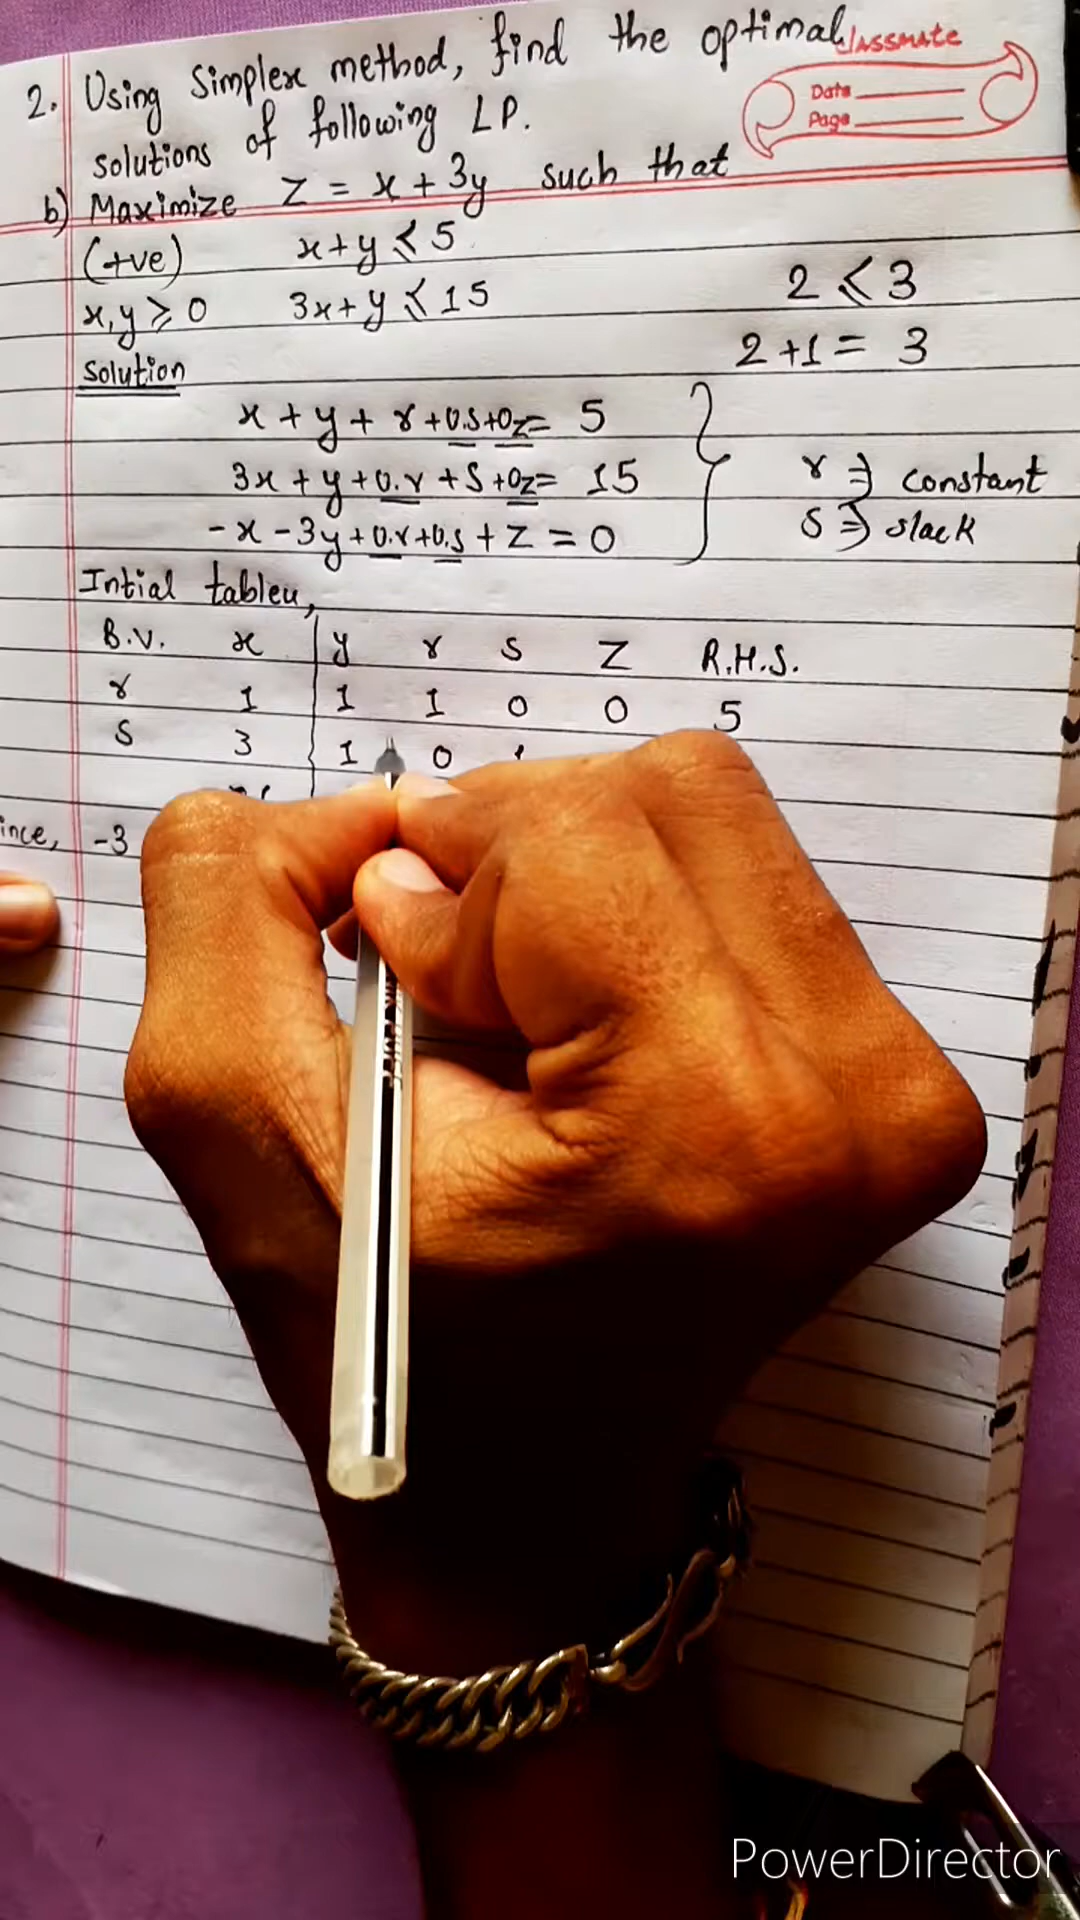 2. Using Simplex method, find the optimal
classmate
Date
Page
solutions of following LP.
b) Maximize Z = x + 3y such that
(+ve) x+y ≤ 5
x,y ≥ 0 3x+y ≤ 15
2 ≤ 3
2 +1 = 3
Solution
x + y + r + 0.s + 0z = 5
3x + y + 0.r + s + 0z = 15
-x - 3y + 0.r + 0.s + z = 0
r ⇒ constant
s ⇒ slack
Intial tableu,
B.V. x y r s Z R.H.S.
r 1 1 1 0 0 5
s 3 1 0
ince, -3
PowerDirector